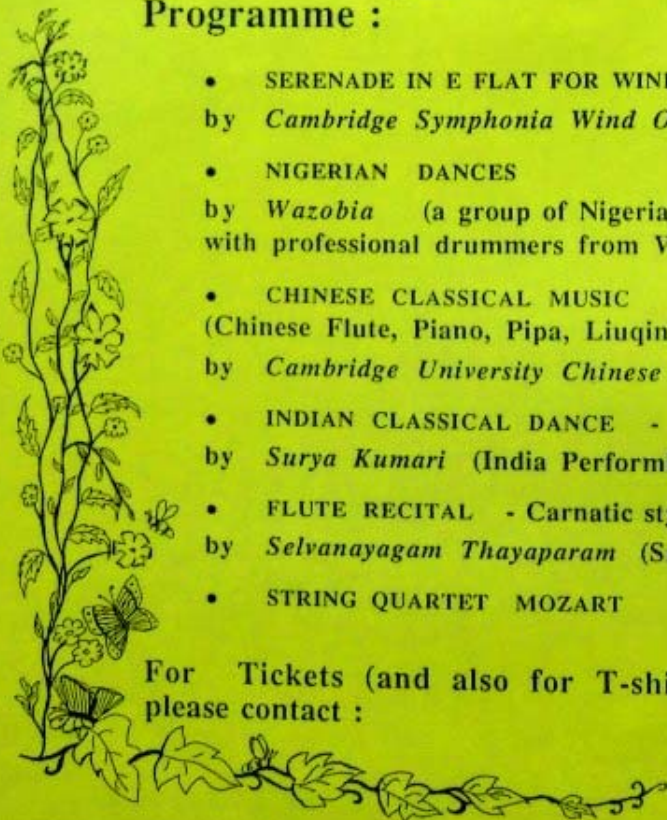 Programme :
• SERENADE IN E FLAT FOR WIND
by Cambridge Symphonia Wind
• NIGERIAN DANCES
by Wazobia (a group of Nigeria
with professional drummers from
• CHINESE CLASSICAL MUSIC
(Chinese Flute, Piano, Pipa, Liuqin
by Cambridge University Chinese
• INDIAN CLASSICAL DANCE -
by Surya Kumari (India Perform
• FLUTE RECITAL - Carnatic
by Selvanayagam Thayaparam (S
• STRING QUARTET MOZART
For Tickets (and also for T-shi
please contact :